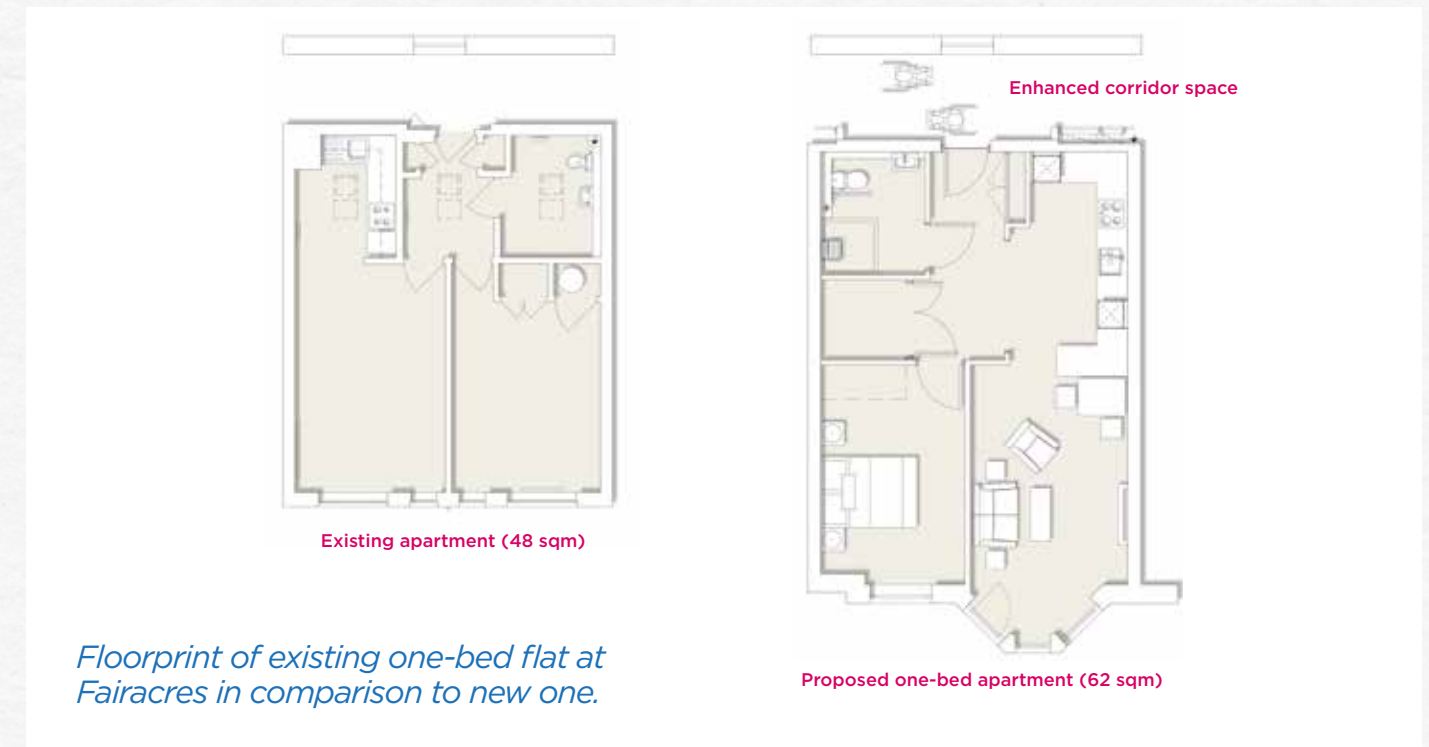 Enhanced corridor space
Existing apartment (48 sqm)
Floorprint of existing one-bed flat at
Fairacres in comparison to new one.
Proposed one-bed apartment (62 sqm)